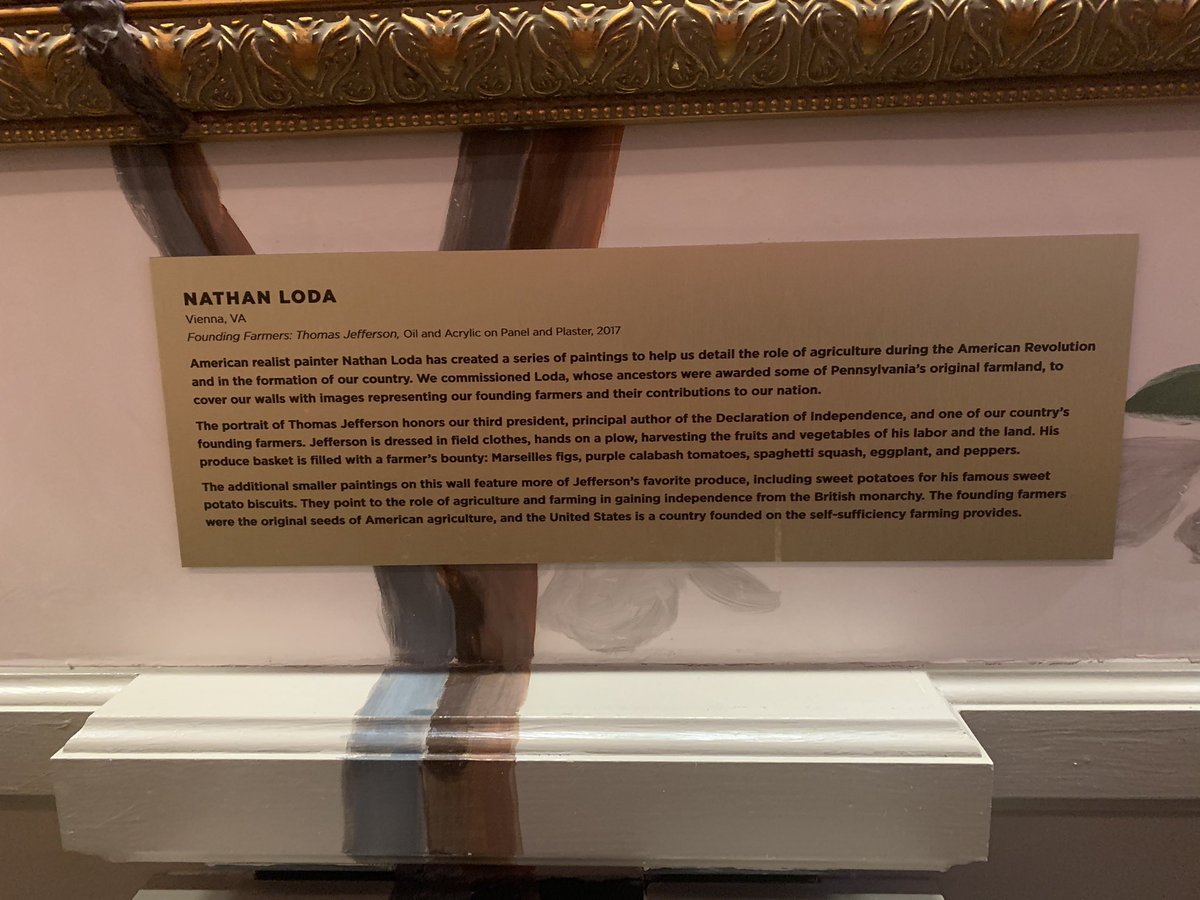 NATHAN LODA
Vienna, VA
Founding Farmers: Thomas Jefferson, Oil and Acrylic on Panel and Plaster, 2017
American realist painter Nathan Loda has created a series of paintings to help us detail the role of agriculture during the American Revolution
and in the formation of our country. We commissioned Loda, whose ancestors were awarded some of Pennsylvania's original farmland, to
cover our walls with images representing our founding farmers and their contributions to our nation.
The portrait of Thomas Jefferson honors our third president, principal author of the Declaration of Independence, and one of our country's
founding farmers. Jefferson is dressed in field clothes, hands on a plow, harvesting the fruits and vegetables of his labor and the land. His
produce basket is filled with a farmer's bounty: Marseilles figs, purple calabash tomatoes, spaghetti squash, eggplant, and peppers.
The additional smaller paintings on this wall feature more of Jefferson's favorite produce, including sweet potatoes for his famous sweet
potato biscuits. They point to the role of agriculture and farming in gaining independence from the British monarchy. The founding farmers
were the original seeds of American agriculture, and the United States is a country founded on the self-sufficiency farming provides.